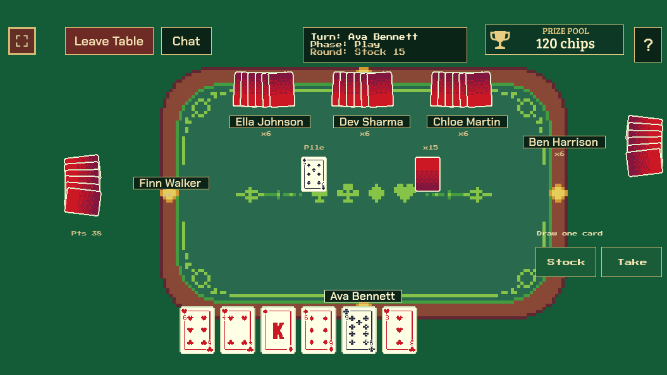 Leave Table
Chat
Turn: Ava Bennett
Phase: Play
Round: Stock 15
PRIZE POOL
120 chips
?
Ella Johnson
x6
Dev Sharma
x6
Chloe Martin
x6
Ben Harrison
x6
Pile
x15
Finn Walker
Pts 38
Draw one card
Stock
Take
Ava Bennett
K